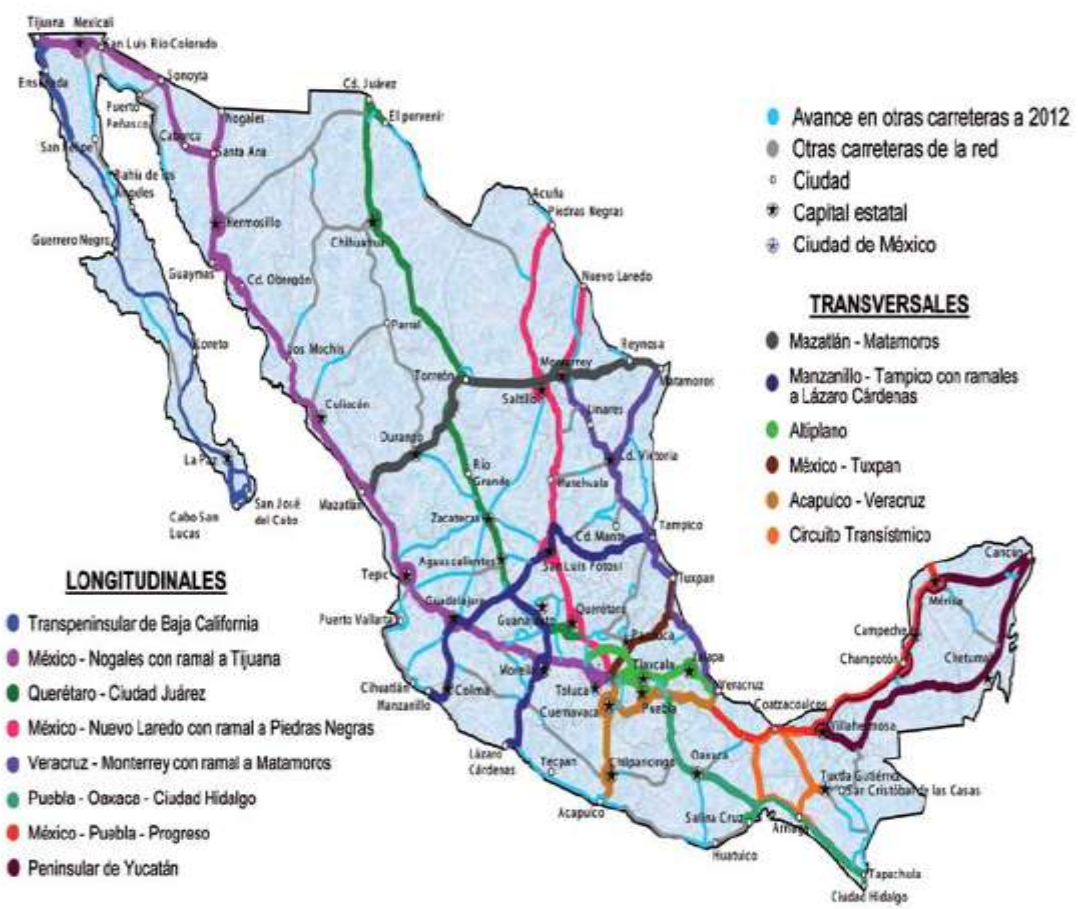 Tijuana Mexicali
San Luis Río Colorado
Ensenada
Sonoyta
Puerto
Peñasco
Nogales
Caborca
Santa Ana
San Felipe
Bahía de los
Ángeles
Guerrero Negro
Hermosillo
Guaymas
Cd. Obregón
Loreto
Los Mochis
Culiacán
La Paz
Cabo San
Lucas
San José
del Cabo
Cd. Juárez
El porvenir
Chihuahua
Parral
Acuña
Piedras Negras
Nuevo Laredo
Reynosa
Monterrey
Matamoros
Torreón
Saltillo
Linares
Durango
Cd. Victoria
Río
Grande
Matehuala
Mazatlán
Zacatecas
Cd. Mante
Tampico
Aguascalientes
San Luis Potosí
Tepic
Tuxpan
Puerto Vallarta
Guadalajara
Guanajuato
Querétaro
Pachuca
Morelia
Tlaxcala
Jalapa
Toluca
Veracruz
Cihuatlán
Manzanillo
Colima
Cuernavaca
Puebla
Lázaro
Cárdenas
Tecpan
Chilpancingo
Oaxaca
Acapulco
Salina Cruz
Huatulco
Coatzacoalcos
Villahermosa
Tuxtla Gutiérrez
San Cristóbal de las Casas
Arriaga
Tapachula
Ciudad Hidalgo
Cancún
Mérida
Campeche
Champotón
Chetumal
Avance en otras carreteras a 2012
Otras carreteras de la red
Ciudad
Capital estatal
Ciudad de México
TRANSVERSALES
Mazatlán - Matamoros
Manzanillo - Tampico con ramales
a Lázaro Cárdenas
Altiplano
México - Tuxpan
Acapulco - Veracruz
Circuito Transístmico
LONGITUDINALES
Transpeninsular de Baja California
México - Nogales con ramal a Tijuana
Querétaro - Ciudad Juárez
México - Nuevo Laredo con ramal a Piedras Negras
Veracruz - Monterrey con ramal a Matamoros
Puebla - Oaxaca - Ciudad Hidalgo
México - Puebla - Progreso
Peninsular de Yucatán